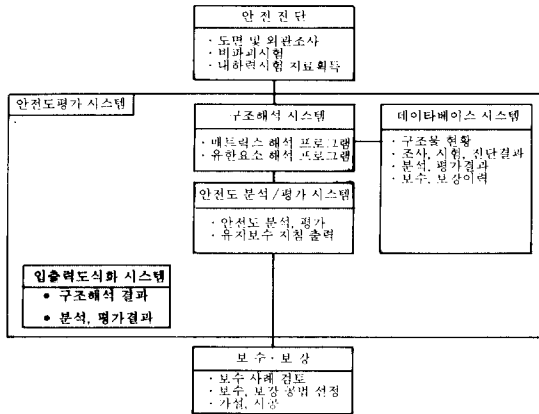 안전진단
· 도면 및 외관조사
· 비파괴시험
· 내하력시험 자료획득
안전도평가 시스템
구조해석 시스템
· 매트릭스 해석 프로그램
· 유한요소 해석 프로그램
데이타베이스 시스템
· 구조물 현황
· 조사, 시험, 진단결과
· 분석, 평가결과
· 보수, 보강이력
안전도 분석/평가 시스템
· 안전도 분석, 평가
· 유지보수 지침 출력
입출력도식화 시스템
• 구조해석 결과
• 분석, 평가결과
보수·보강
· 보수 사례 검토
· 보수, 보강 공법 선정
· 가설, 시공